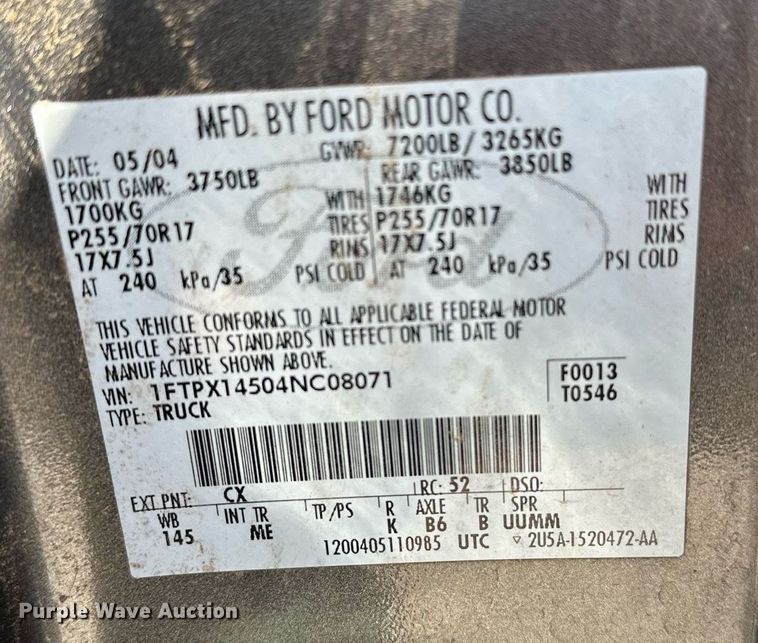 MFD. BY FORD MOTOR CO.
DATE: 05/04 GVWR: 7200LB / 3265KG
FRONT GAWR: 3750LB REAR GAWR: 3850LB
1700KG WITH 1746KG WITH
P255/70R17 TIRES P255/70R17 TIRES
17X7.5J RIMS 17X7.5J RIMS
AT 240 kPa/35 PSI COLD AT 240 kPa/35 PSI COLD
Ford
THIS VEHICLE CONFORMS TO ALL APPLICABLE FEDERAL MOTOR
VEHICLE SAFETY STANDARDS IN EFFECT ON THE DATE OF
MANUFACTURE SHOWN ABOVE.
VIN: 1FTPX14504NC08071 F0013
TYPE: TRUCK T0546
EXT PNT: CX RC: 52 DSO:
WB INT TR TP/PS R AXLE TR SPR
145 ME K B6 B UUMM
1200405110985 UTC ▽ 2U5A-1520472-AA
Purple Wave Auction